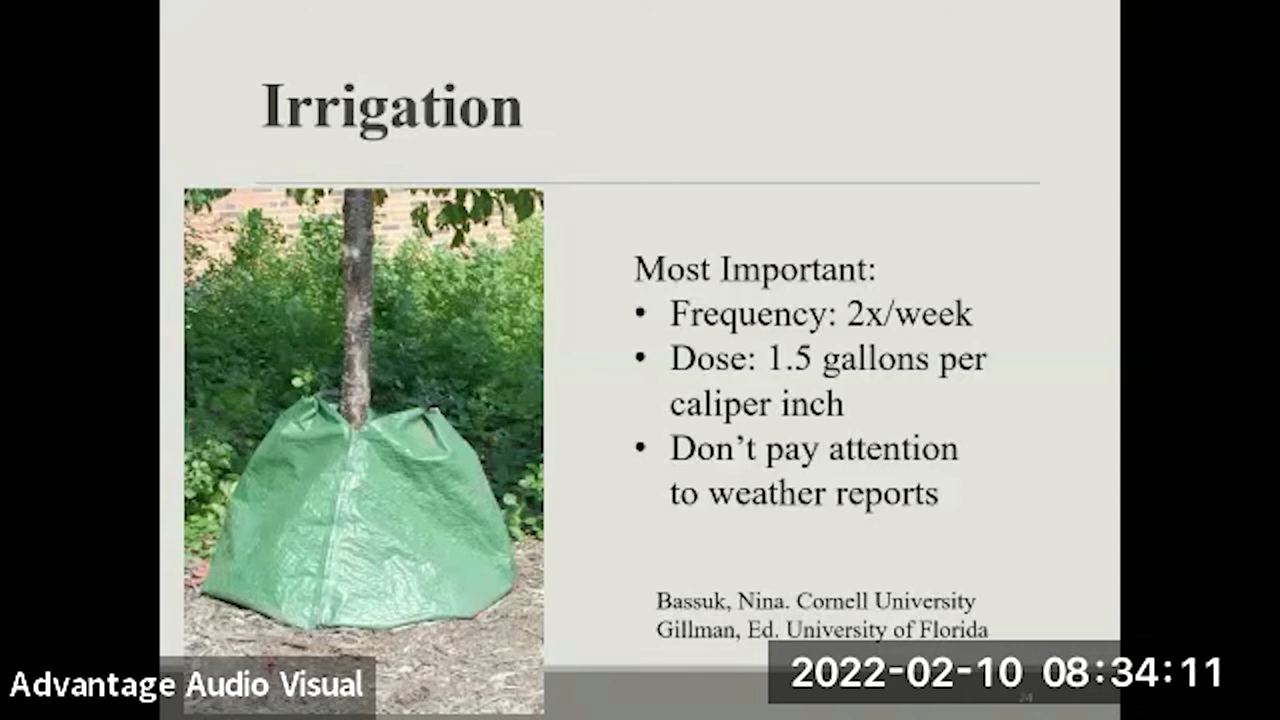 Irrigation
Most Important:
• Frequency: 2x/week
• Dose: 1.5 gallons per
caliper inch
• Don't pay attention
to weather reports
Bassuk, Nina. Cornell University
Gillman, Ed. University of Florida
Advantage Audio Visual
2022-02-10 08:34:11
24